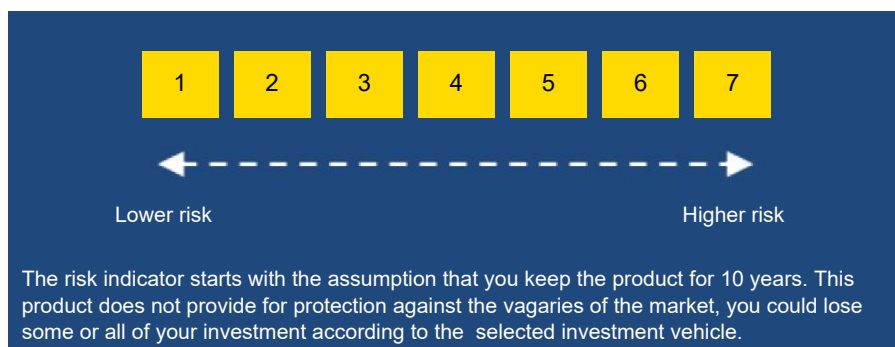 1 2 3 4 5 6 7
Lower risk Higher risk
The risk indicator starts with the assumption that you keep the product for 10 years. This
product does not provide for protection against the vagaries of the market, you could lose
some or all of your investment according to the  selected investment vehicle.